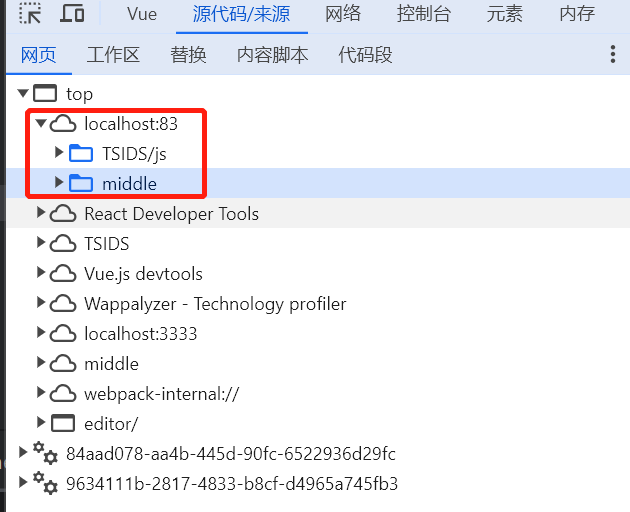 Vue 源代码/来源 网络 控制台 元素 内存
网页 工作区 替换 内容脚本 代码段
top
localhost:83
TSIDS/js
middle
React Developer Tools
TSIDS
Vue.js devtools
Wappalyzer - Technology profiler
localhost:3333
middle
webpack-internal://
editor/
84aad078-aa4b-445d-90fc-6522936d29fc
9634111b-2817-4833-b8cf-d4965a745fb3